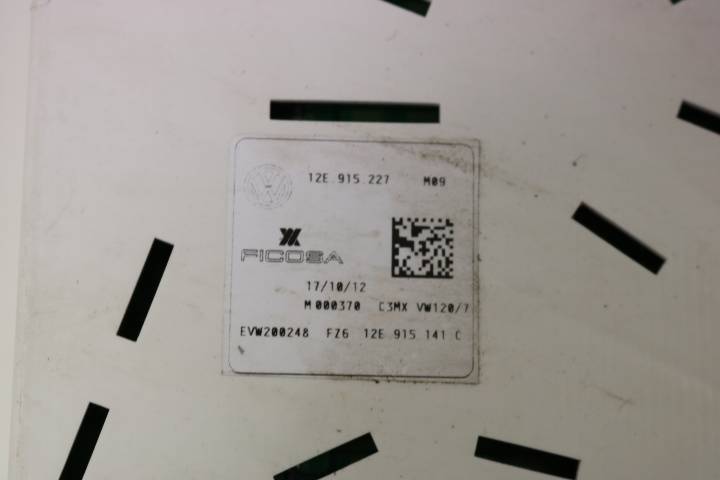 12E 915 227 M09
FICOSA
17/10/12
M 000370 C3MX VW120/7
EVW200248 FZ6 12E 915 141 C